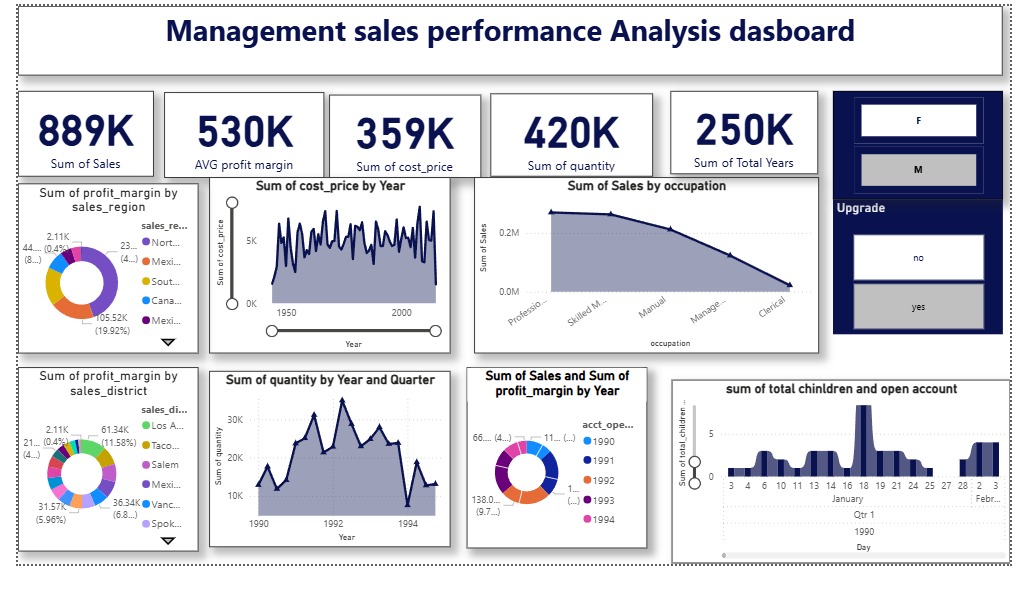 Management sales performance Analysis dasboard
889K
Sum of Sales
530K
AVG profit margin
359K
Sum of cost_price
420K
Sum of quantity
250K
Sum of Total Years
F
M
Upgrade
no
yes
Sum of profit_margin by
sales_region
2.11K
(0.4%)
44....
(8...)
23...
(4...)
105.52K
(19.92%)
sales_re...
Nort...
Mexi...
Sout...
Cana...
Mexi...
Sum of cost_price by Year
Sum of cost_price
5K
0K
1950
2000
Year
Sum of Sales by occupation
Sum of Sales
0.2M
0.0M
Professio...
Skilled M...
Manual
Manage...
Clerical
occupation
Sum of profit_margin by
sales_district
2.11K
(0.4%)
21...
(4...)
61.34K
(11.58%)
36.34K
(6.8...)
31.57K
(5.96%)
sales_di...
Los A...
Taco...
Salem
Mexi...
Vanc...
Spok...
Sum of quantity by Year and Quarter
Sum of quantity
30K
20K
10K
1990
1992
1994
Year
Sum of Sales and Sum of
profit_margin by Year
66.... (4...)
11... (...)
1...
(...)
138.0...
(9.7...)
acct_ope...
1990
1991
1992
1993
1994
sum of total chinldren and open account
Sum of total_children
5
0
3 4 6 10 11 13 14 16 18 21 23 24 25 27 28 2 3
January
Febr...
Qtr 1
1990
Day